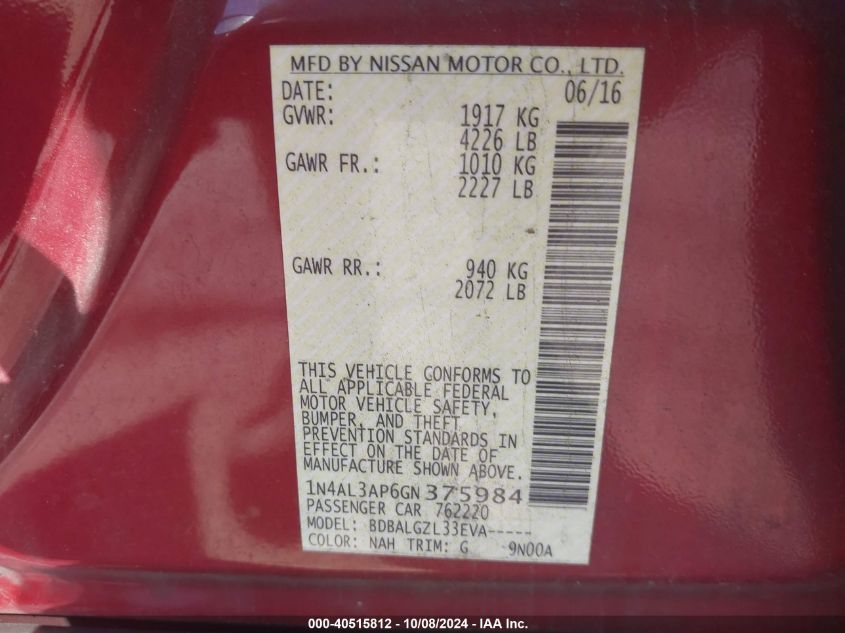 MFD BY NISSAN MOTOR CO., LTD.
DATE: 06/16
GVWR: 1917 KG
4226 LB
GAWR FR.: 1010 KG
2227 LB
GAWR RR.: 940 KG
2072 LB
THIS VEHICLE CONFORMS TO
ALL APPLICABLE FEDERAL
MOTOR VEHICLE SAFETY,
BUMPER, AND THEFT
PREVENTION STANDARDS IN
EFFECT ON THE DATE OF
MANUFACTURE SHOWN ABOVE.
1N4AL3AP6GN375984
PASSENGER CAR 762220
MODEL: BDBALGZL33EVA-----
COLOR: NAH TRIM: G 9N00A
000-40515812 - 10/08/2024 - IAA Inc.